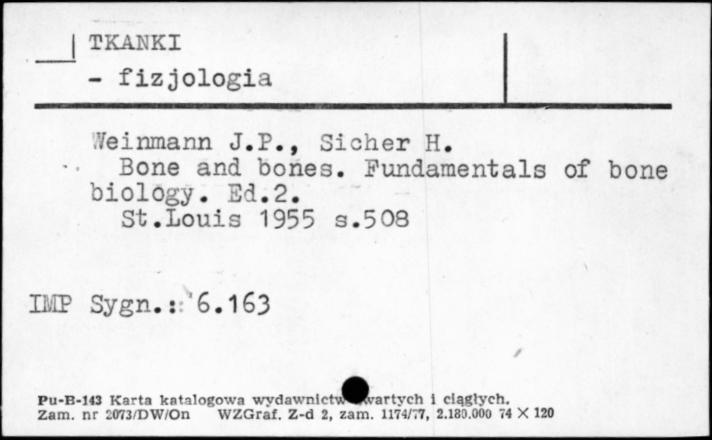 TKANKI
- fizjologia
Weinmann J.P., Sicher H.
Bone and bones. Fundamentals of bone
biology. Ed.2.
St.Louis 1955 s.508
IMP Sygn.: 6.163
Pu-B-143 Karta katalogowa wydawnictw zwartych i ciągłych.
Zam. nr 2073/DW/On WZGraf. Z-d 2, zam. 1174/77, 2.180.000 74 X 120